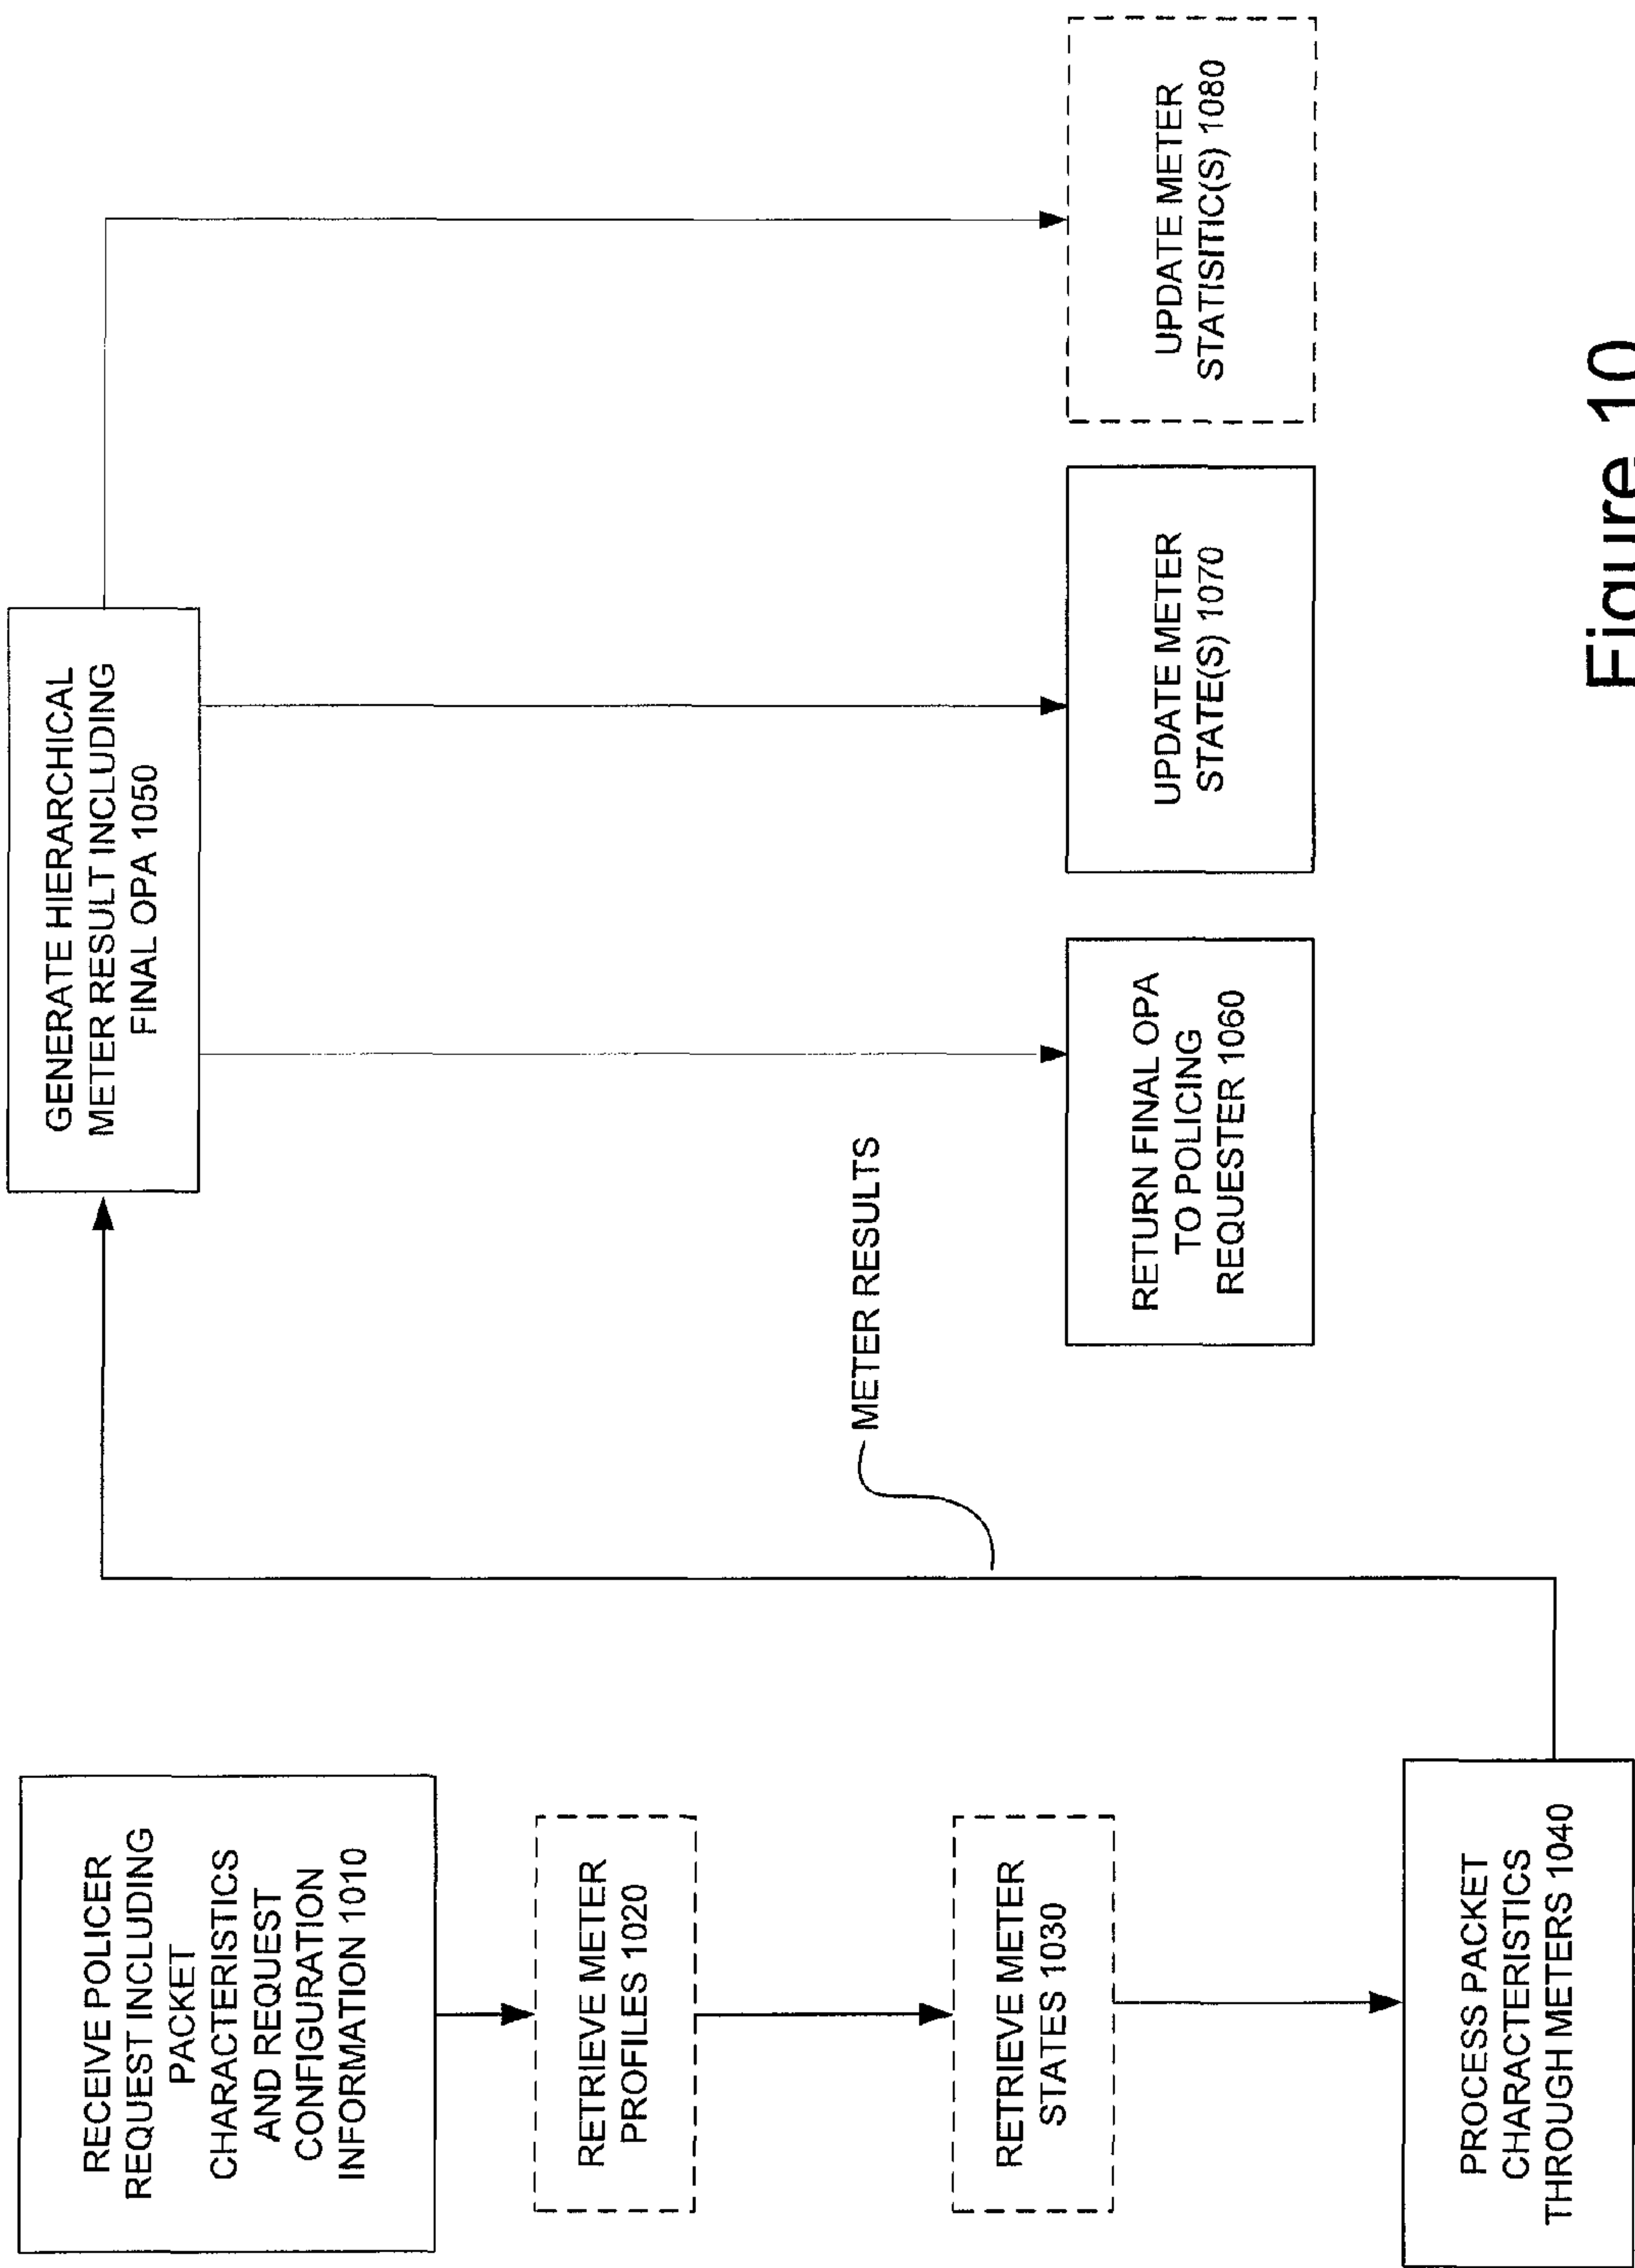 RECEIVE POLICER
REQUEST INCLUDING
PACKET
CHARACTERISTICS
AND REQUEST
CONFIGURATION
INFORMATION 1010
RETRIEVE METER
PROFILES 1020
RETRIEVE METER
STATES 1030
PROCESS PACKET
CHARACTERISTICS
THROUGH METERS 1040
METER RESULTS
GENERATE HIERARCHICAL
METER RESULT INCLUDING
FINAL OPA 1050
RETURN FINAL OPA
TO POLICING
REQUESTER 1060
UPDATE METER
STATE(S) 1070
UPDATE METER
STATISITIC(S) 1080
Figure 10